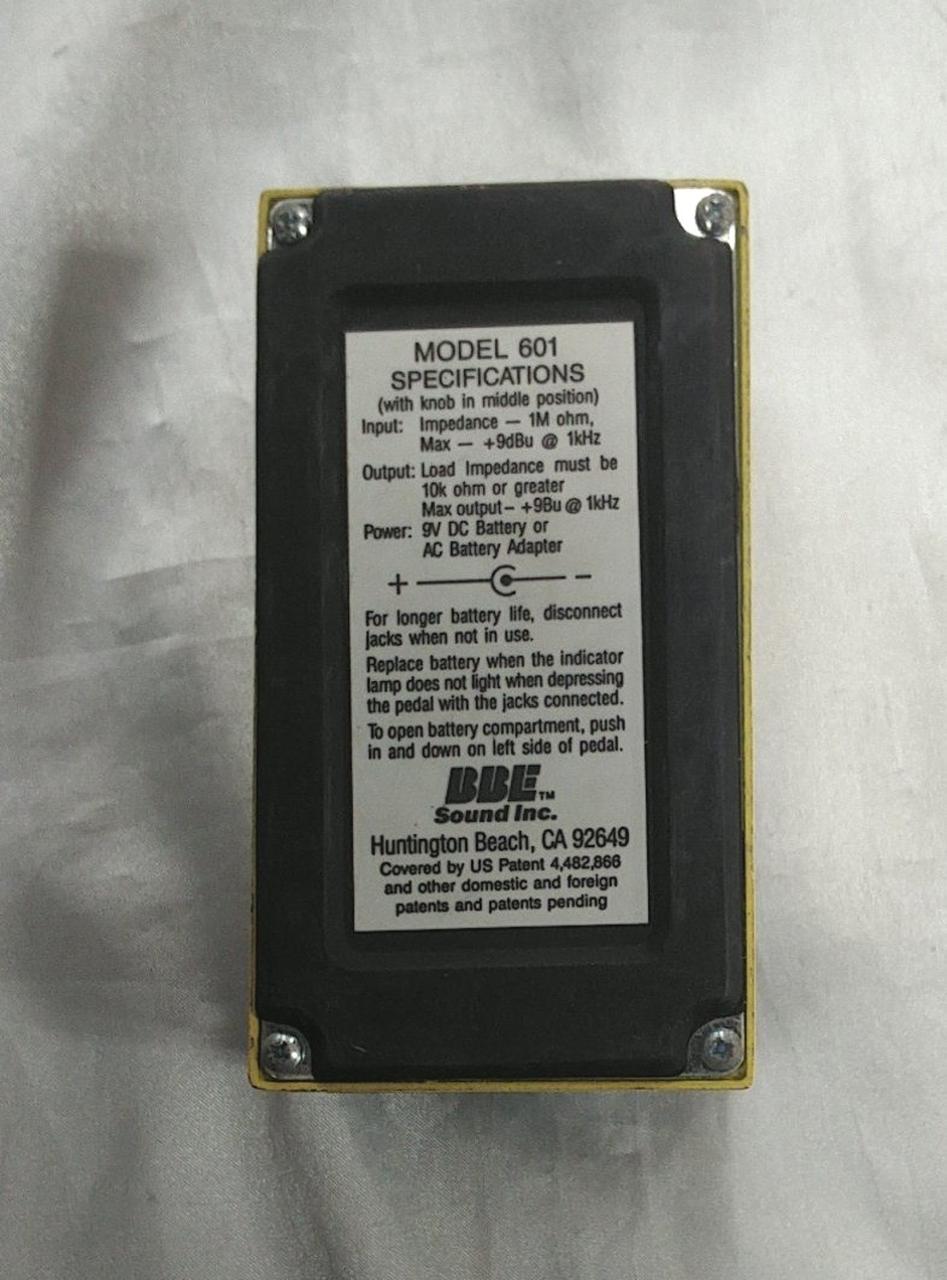 MODEL 601
SPECIFICATIONS
(with knob in middle position)
Input: Impedance — 1M ohm,
Max — +9dBu @ 1kHz
Output: Load Impedance must be
10k ohm or greater
Max output – +9Bu @ 1kHz
Power: 9V DC Battery or
AC Battery Adapter
+ –
For longer battery life, disconnect
jacks when not in use.
Replace battery when the indicator
lamp does not light when depressing
the pedal with the jacks connected.
To open battery compartment, push
in and down on left side of pedal.
BBE TM
Sound Inc.
Huntington Beach, CA 92649
Covered by US Patent 4,482,866
and other domestic and foreign
patents and patents pending